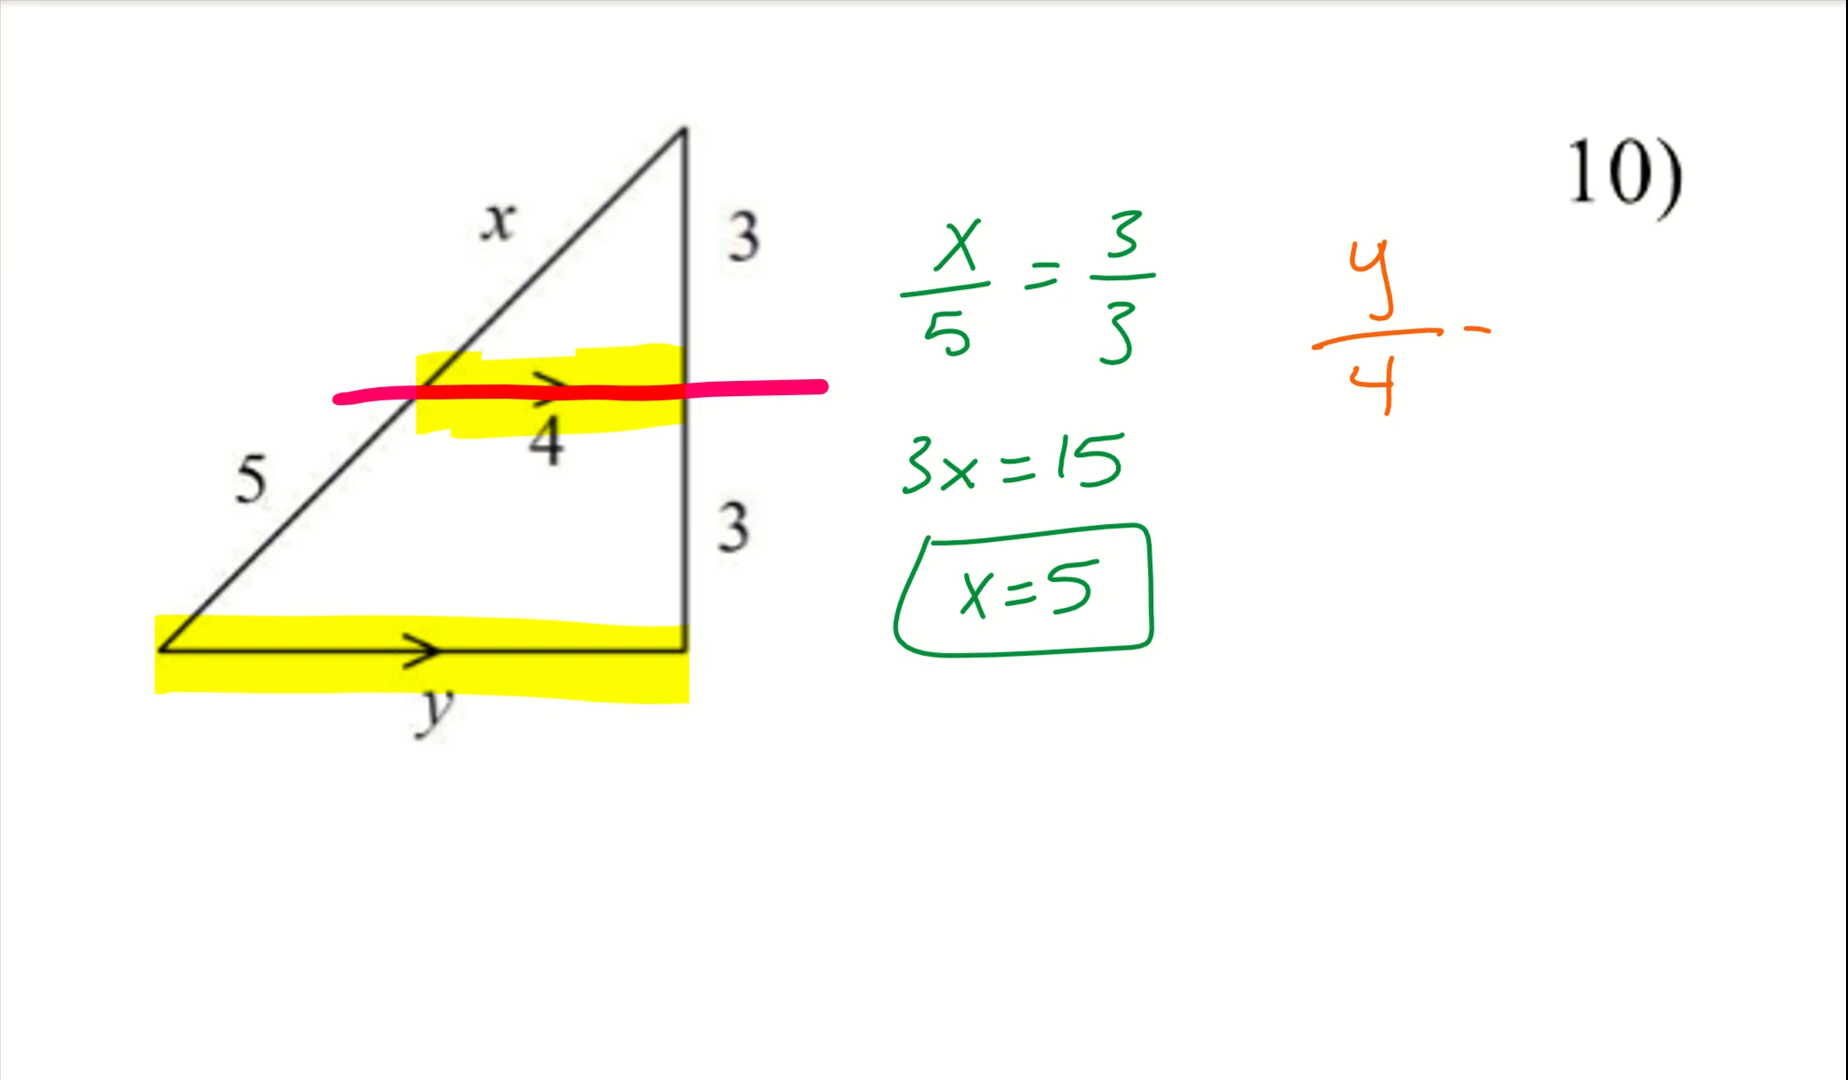 10)
x
3
4
5
3
y
x/5 = 3/3
3x = 15
x = 5
y/4 -